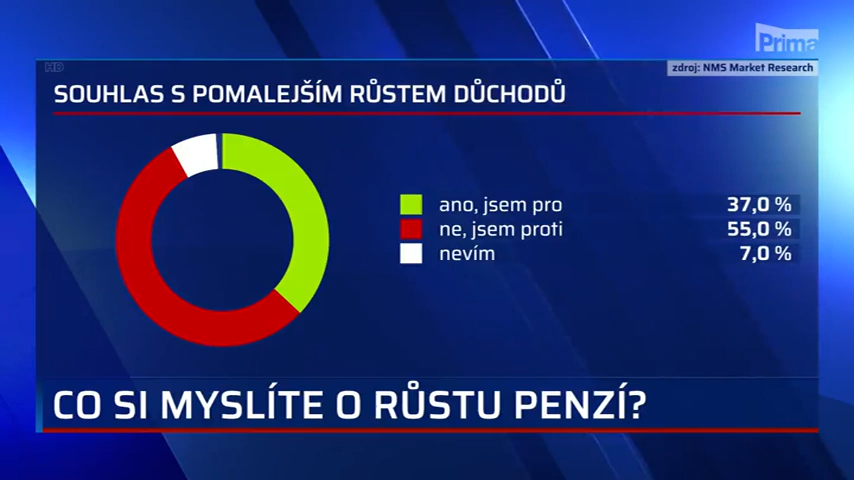 Prima
HD
zdroj: NMS Market Research
SOUHLAS S POMALEJŠÍM RŮSTEM DŮCHODŮ
ano, jsem pro 37,0 %
ne, jsem proti 55,0 %
nevím 7,0 %
CO SI MYSLÍTE O RŮSTU PENZÍ?